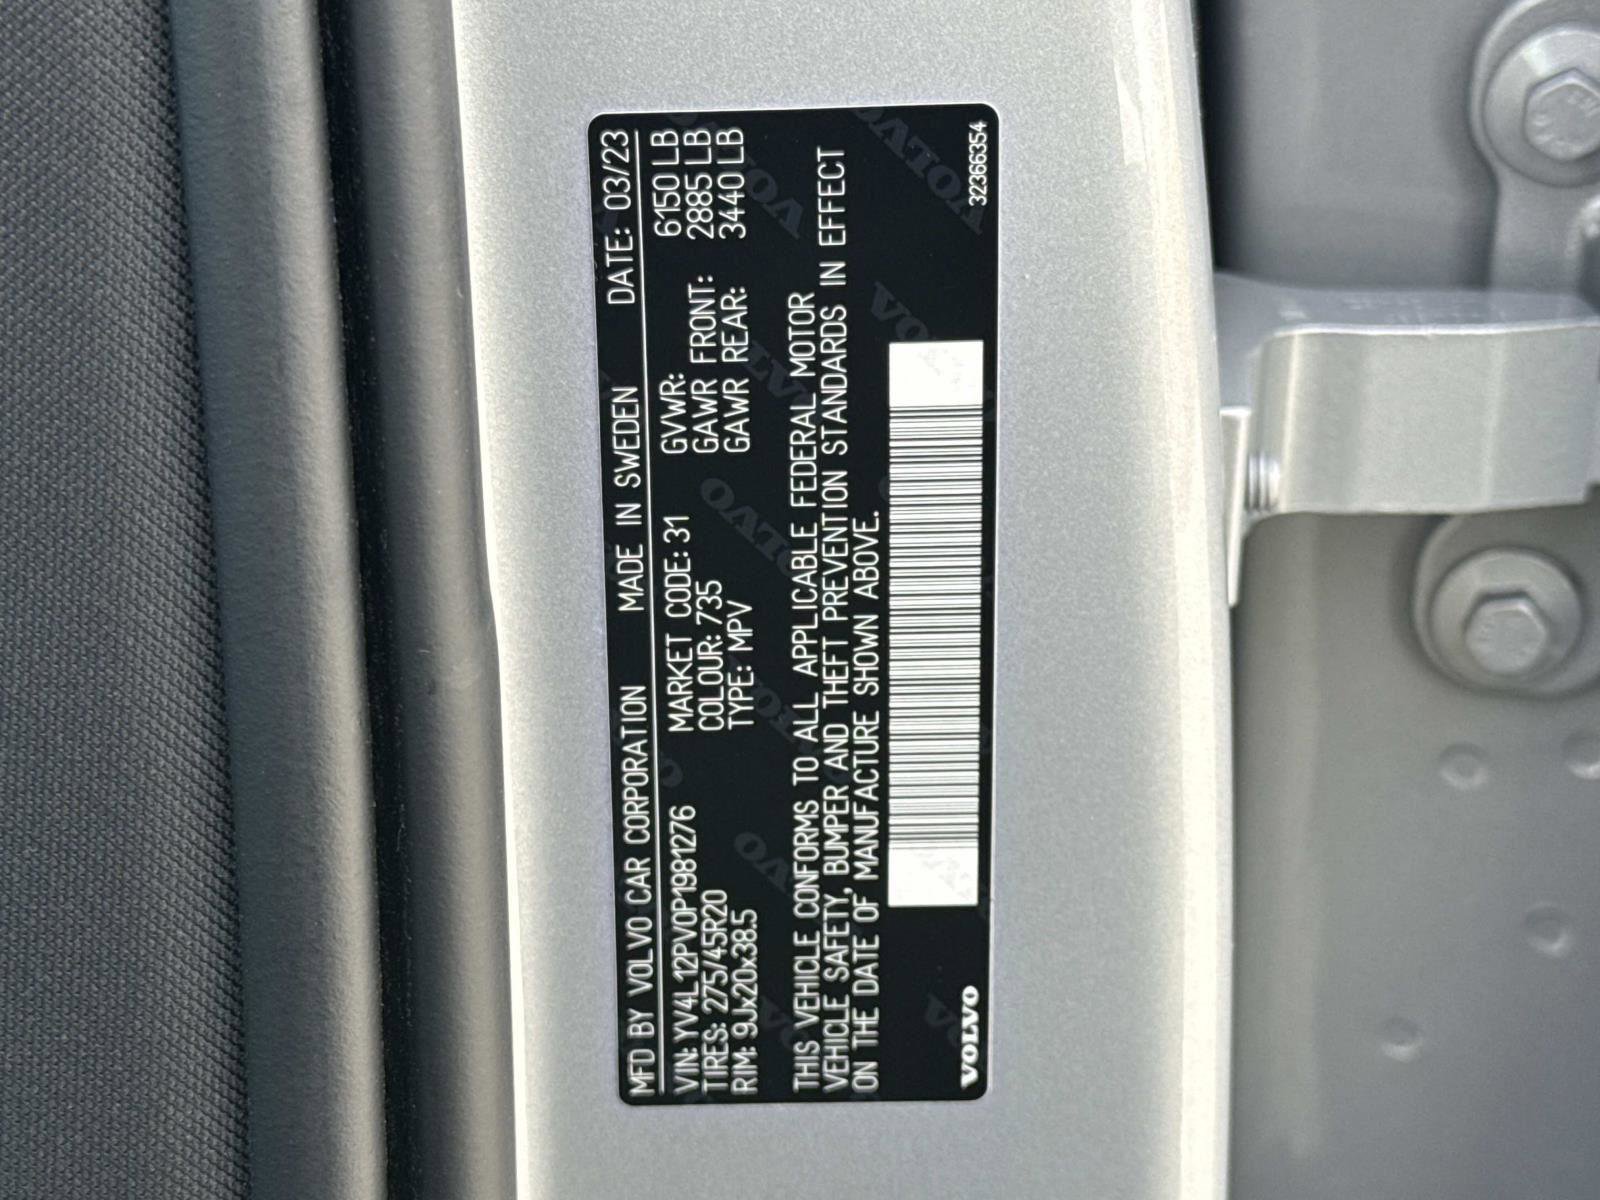 MFD BY VOLVO CAR CORPORATION MADE IN SWEDEN DATE: 03/23
VIN: YV4L12PV0P1981276 MARKET CODE: 31 GVWR: 6150 LB
TIRES: 275/45R20 COLOUR: 735 GAWR FRONT: 2885 LB
RIM: 9Jx20x38.5 TYPE: MPV GAWR REAR: 3440 LB
THIS VEHICLE CONFORMS TO ALL APPLICABLE FEDERAL MOTOR
VEHICLE SAFETY, BUMPER AND THEFT PREVENTION STANDARDS IN EFFECT
ON THE DATE OF MANUFACTURE SHOWN ABOVE.
VOLVO 32366354